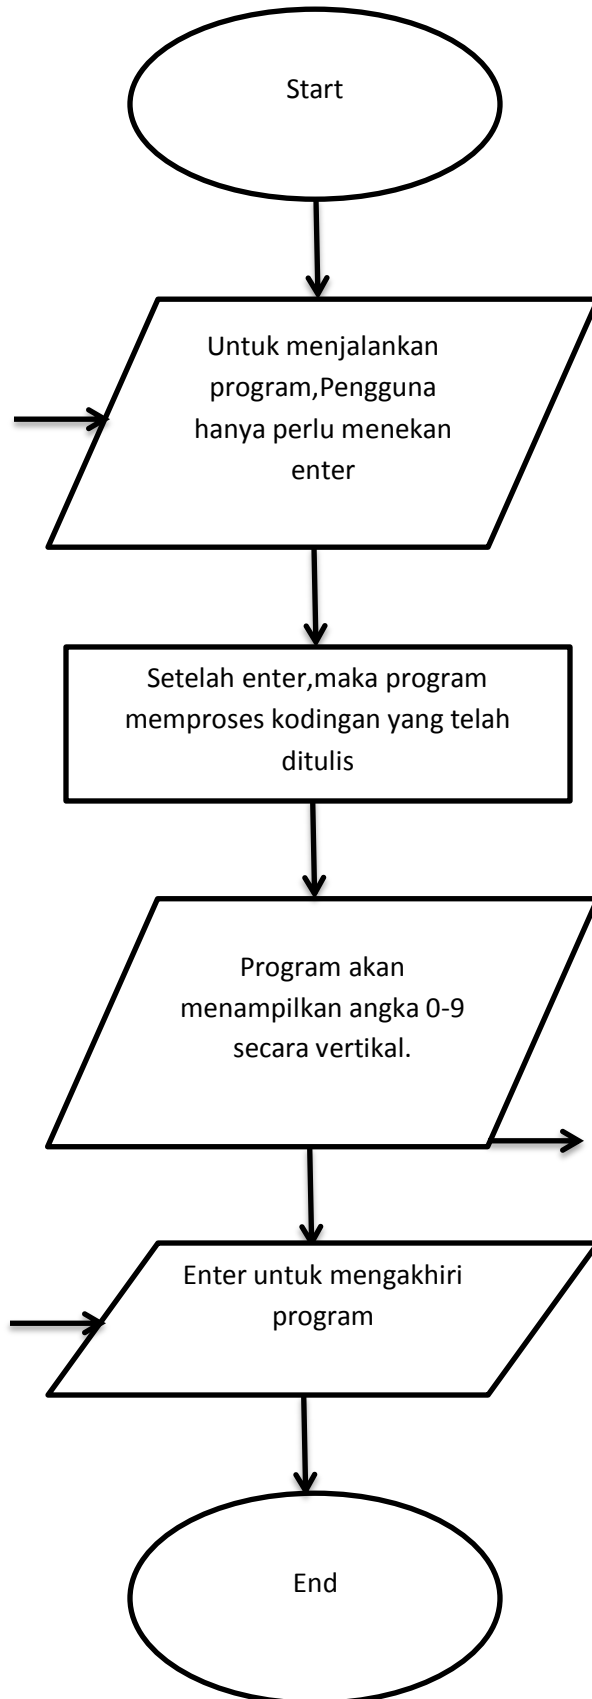 Start
Untuk menjalankan
program,Pengguna
hanya perlu menekan
enter
Setelah enter,maka program
memproses kodingan yang telah
ditulis
Program akan
menampilkan angka 0-9
secara vertikal.
Enter untuk mengakhiri
program
End